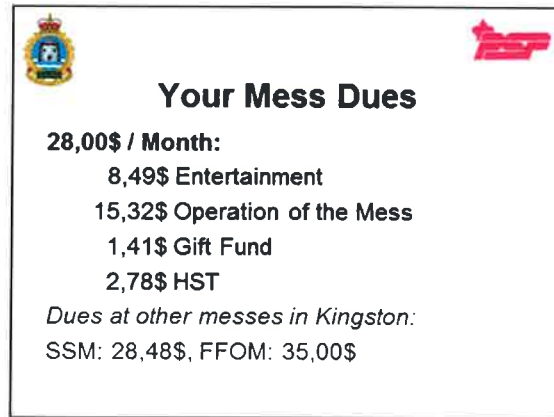 Your Mess Dues
28,00$ / Month:
8,49$ Entertainment
15,32$ Operation of the Mess
1,41$ Gift Fund
2,78$ HST
Dues at other messes in Kingston:
SSM: 28,48$, FFOM: 35,00$